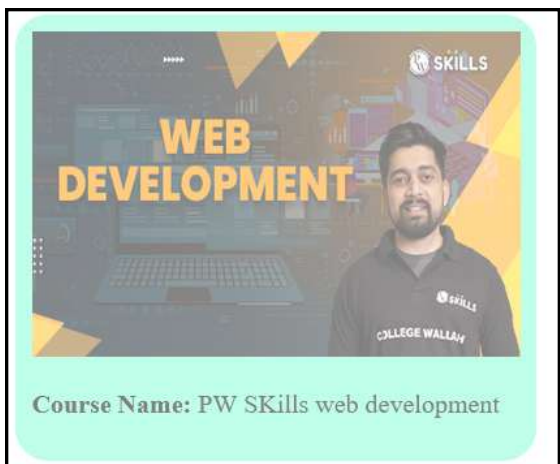 SKILLS
WEB
DEVELOPMENT
SKILLS
COLLEGE WALLAH
Course Name: PW SKills web development